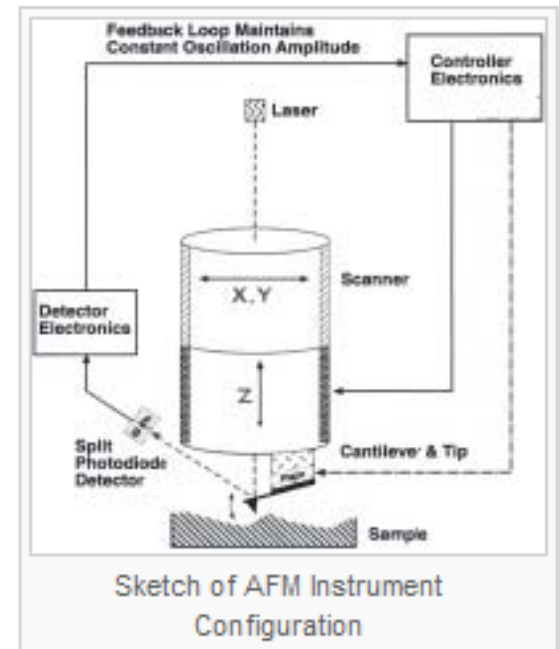 Feedback Loop Maintains
Constant Oscillation Amplitude
Controller
Electronics
Laser
X, Y
Scanner
Detector
Electronics
Z
Split
Photodiode
Detector
Cantilever & Tip
Sample
Sketch of AFM Instrument
Configuration